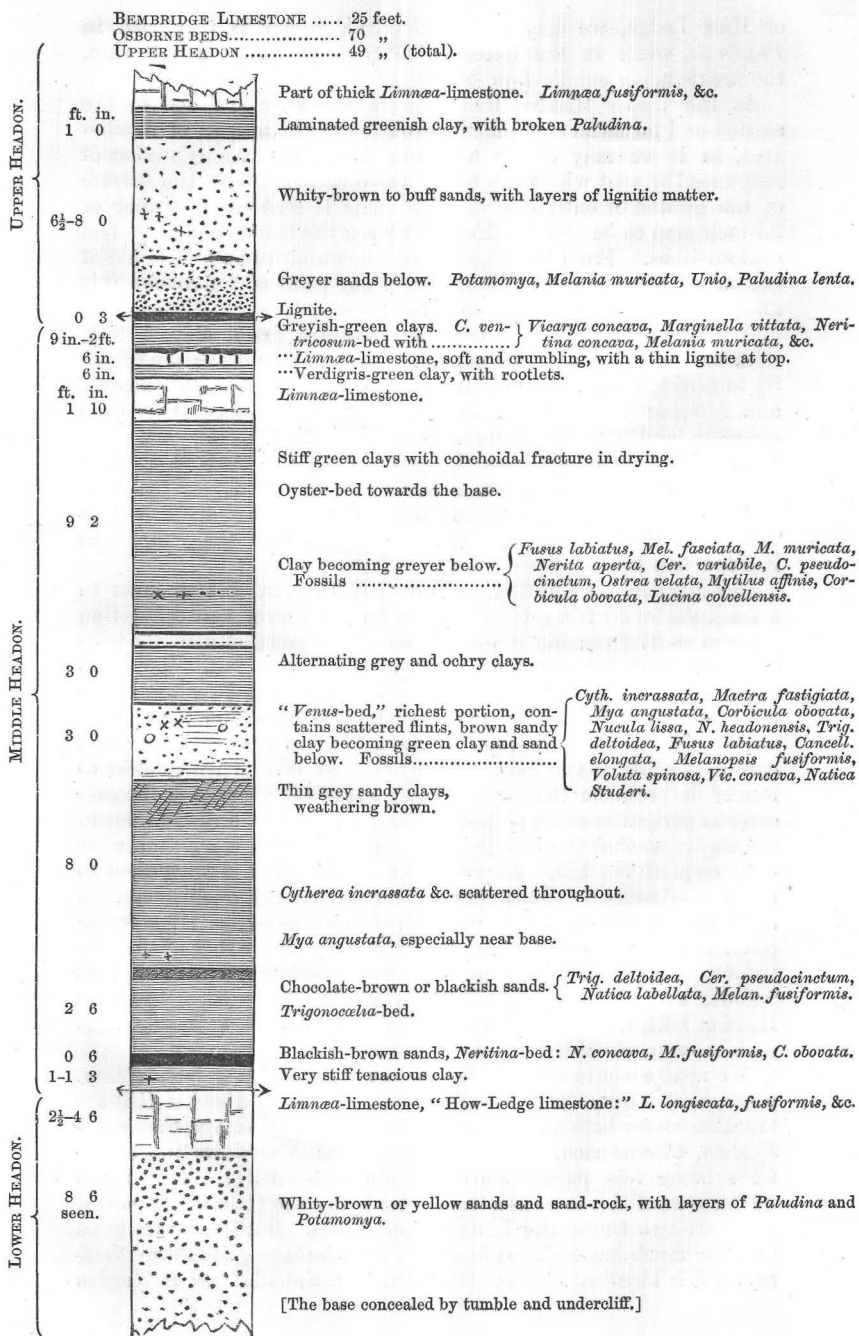 BEMBRIDGE LIMESTONE ...... 25 feet.
OSBORNE BEDS.................. 70 „
UPPER HEADON ................ 49 „ (total).
UPPER HEADON.
Part of thick Limnæa-limestone. Limnæa fusiformis, &c.
ft. in.
1 0 Laminated greenish clay, with broken Paludina.
6½–8 0 Whity-brown to buff sands, with layers of lignitic matter.
Greyer sands below. Potamomya, Melania muricata, Unio, Paludina lenta.
0 3 Lignite.
MIDDLE HEADON.
9 in.–2 ft. Greyish-green clays. C. ven- } Vicarya concava, Marginella vittata, Neri-
tricosum-bed with .............. } tina concava, Melania muricata, &c.
6 in. ···Limnæa-limestone, soft and crumbling, with a thin lignite at top.
6 in. ···Verdigris-green clay, with rootlets.
ft. in.
1 10 Limnæa-limestone.
Stiff green clays with conchoidal fracture in drying.
Oyster-bed towards the base.
9 2
Clay becoming greyer below.
Fossils ..............................
{ Fusus labiatus, Mel. fasciata, M. muricata,
Nerita aperta, Cer. variabile, C. pseudo-
cinctum, Ostrea velata, Mytilus affinis, Cor-
bicula obovata, Lucina colvellensis.
3 0 Alternating grey and ochry clays.
3 0
“Venus-bed,” richest portion, con-
tains scattered flints, brown sandy
clay becoming green clay and sand
below. Fossils........................
{ Cyth. incrassata, Mactra fastigiata,
Mya angustata, Corbicula obovata,
Nucula lissa, N. headonensis, Trig.
deltoidea, Fusus labiatus, Cancell.
elongata, Melanopsis fusiformis,
Voluta spinosa, Vic. concava, Natica
Studeri.
Thin grey sandy clays,
weathering brown.
8 0
Cytherea incrassata &c. scattered throughout.
Mya angustata, especially near base.
Chocolate-brown or blackish sands. { Trig. deltoidea, Cer. pseudocinctum,
Natica labellata, Melan. fusiformis.
2 6 Trigonocœlia-bed.
0 6 Blackish-brown sands, Neritina-bed: N. concava, M. fusiformis, C. obovata.
1–1 3 Very stiff tenacious clay.
LOWER HEADON.
2½–4 6 Limnæa-limestone, “How-Ledge limestone:” L. longiscata, fusiformis, &c.
8 6
seen.
Whity-brown or yellow sands and sand-rock, with layers of Paludina and
Potamomya.
[The base concealed by tumble and undercliff.]